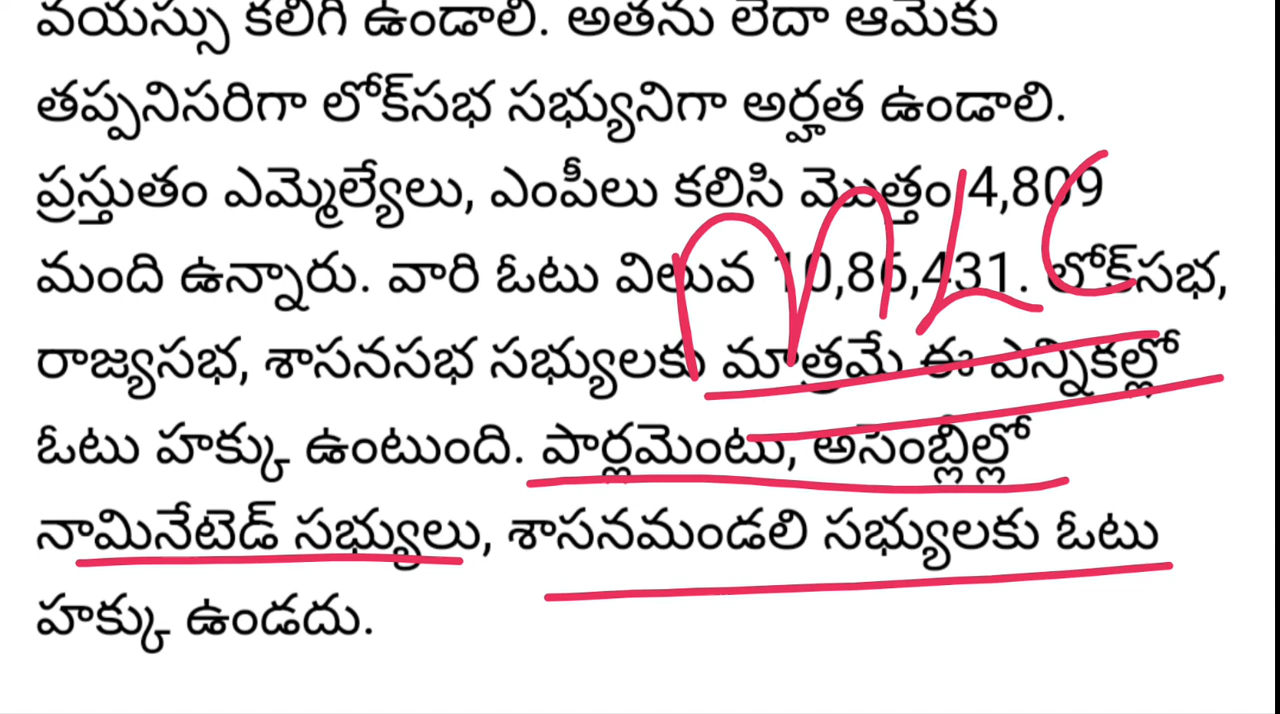 వయస్సు కలిగి ఉండాలి. అతను లేదా ఆమెకు
తప్పనిసరిగా లోక్‌సభ సభ్యునిగా అర్హత ఉండాలి.
ప్రస్తుతం ఎమ్మెల్యేలు, ఎంపీలు కలిసి మొత్తం 4,809
మంది ఉన్నారు. వారి ఓటు విలువ 10,86,431. లోక్‌సభ,
MLC
రాజ్యసభ, శాసనసభ సభ్యులకు మాత్రమే ఈ ఎన్నికల్లో
ఓటు హక్కు ఉంటుంది. పార్లమెంటు, అసెంబ్లీల్లో
నామినేటెడ్ సభ్యులు, శాసనమండలి సభ్యులకు ఓటు
హక్కు ఉండదు.